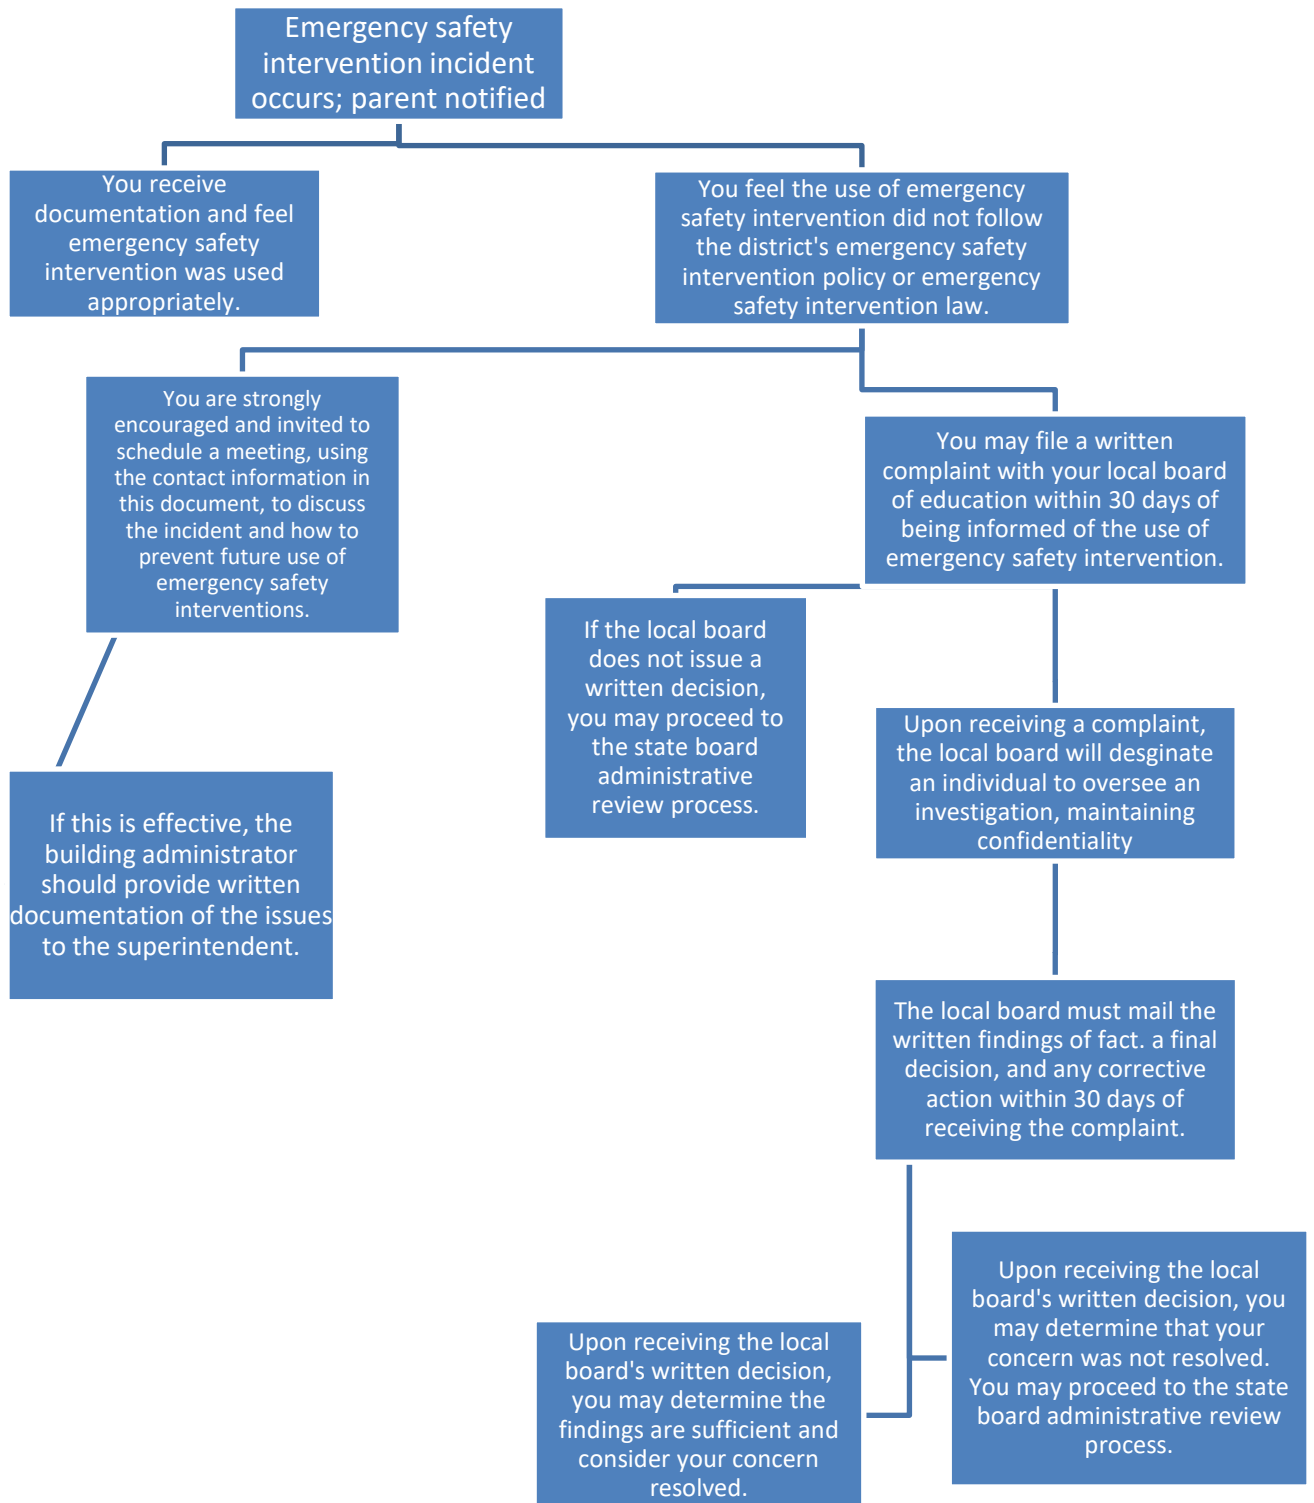 Emergency safety
intervention incident
occurs; parent notified
You receive
documentation and feel
emergency safety
intervention was used
appropriately.
You feel the use of emergency
safety intervention did not follow
the district's emergency safety
intervention policy or emergency
safety intervention law.
You are strongly
encouraged and invited to
schedule a meeting, using
the contact information in
this document, to discuss
the incident and how to
prevent future use of
emergency safety
interventions.
If this is effective, the
building administrator
should provide written
documentation of the issues
to the superintendent.
You may file a written
complaint with your local board
of education within 30 days of
being informed of the use of
emergency safety intervention.
If the local board
does not issue a
written decision,
you may proceed to
the state board
administrative
review process.
Upon receiving a complaint,
the local board will desginate
an individual to oversee an
investigation, maintaining
confidentiality
The local board must mail the
written findings of fact. a final
decision, and any corrective
action within 30 days of
receiving the complaint.
Upon receiving the local
board's written decision,
you may determine the
findings are sufficient and
consider your concern
resolved.
Upon receiving the local
board's written decision, you
may determine that your
concern was not resolved.
You may proceed to the state
board administrative review
process.